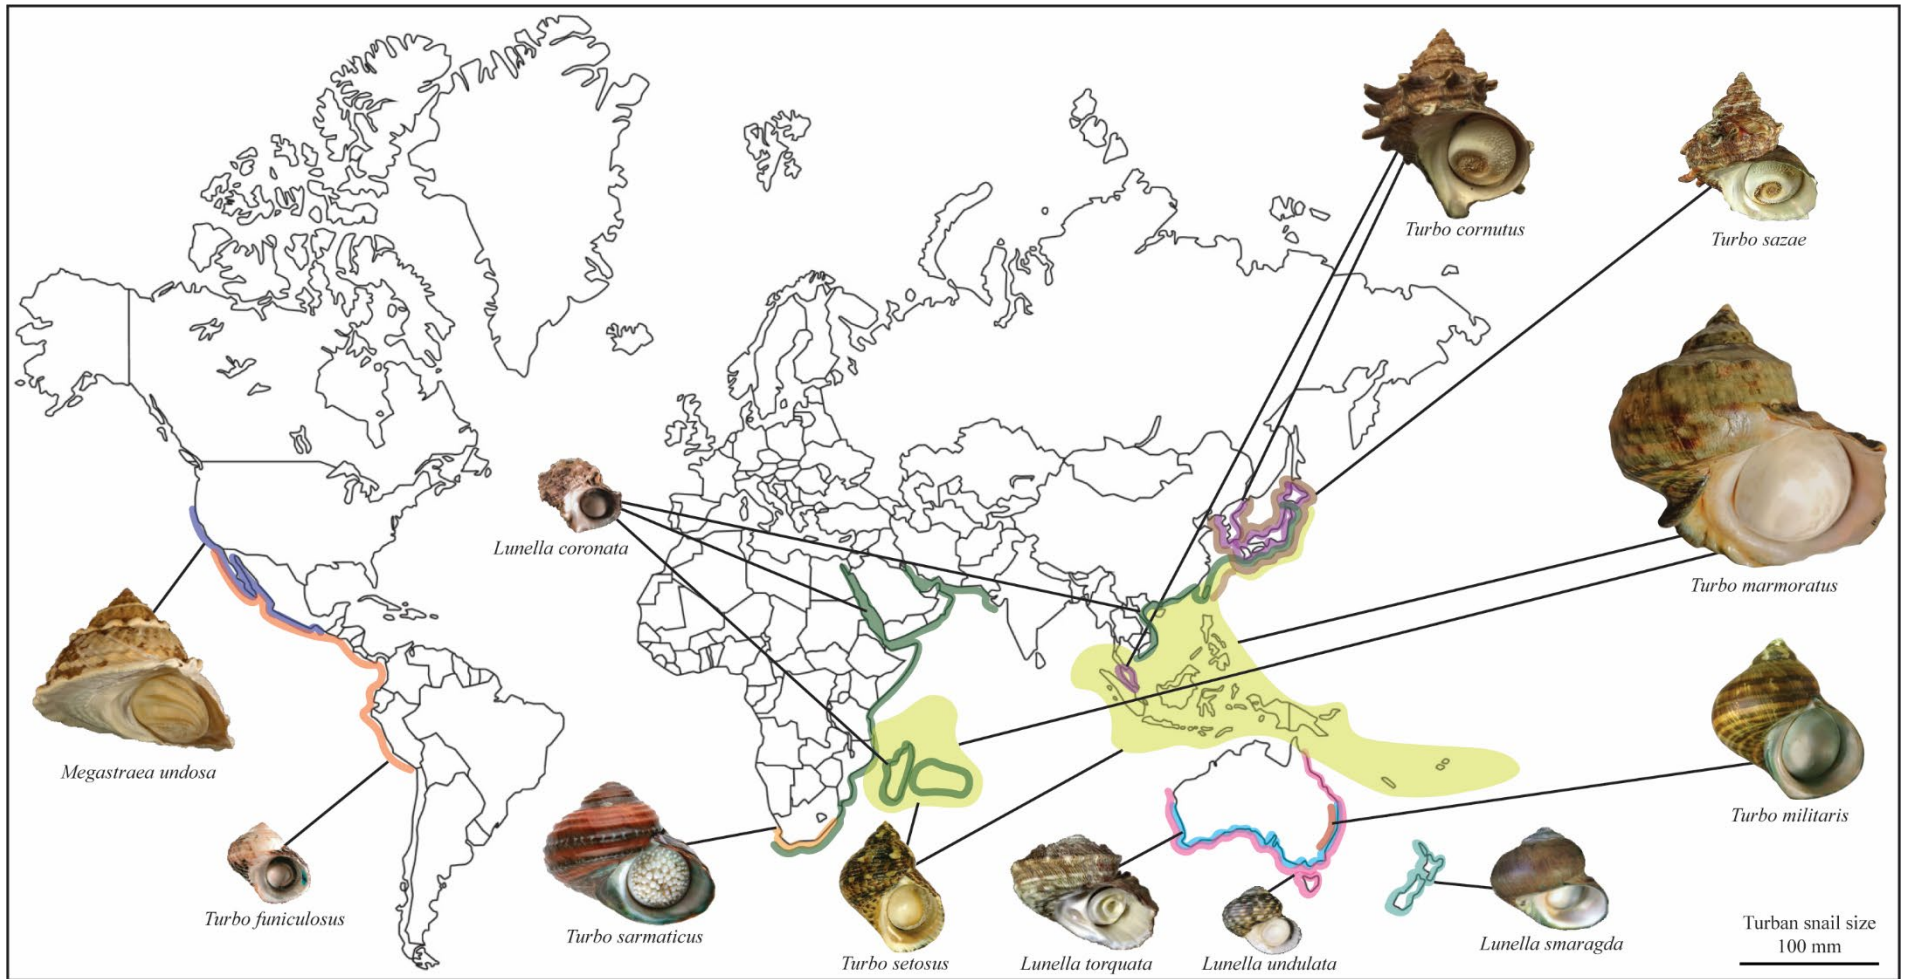 Turbo cornutus
Turbo sazae
Lunella coronata
Turbo marmoratus
Megastraea undosa
Turbo militaris
Turbo funiculosus
Turbo sarmaticus
Turbo setosus
Lunella torquata
Lunella undulata
Lunella smaragda
Turban snail size
100 mm